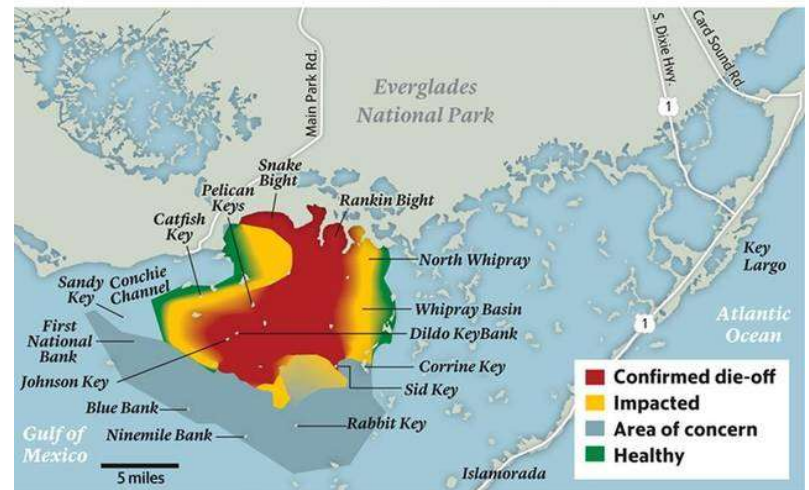 Main Park Rd.
S. Dixie Hwy.
Card Sound Rd.
1
Everglades
National Park
Snake
Bight
Pelican
Keys
Rankin Bight
Catfish
Key
North Whipray
Sandy
Key
Conchie
Channel
Key
Largo
Whipray Basin
First
National
Bank
Dildo KeyBank
1
Atlantic
Ocean
Johnson Key
Corrine Key
Sid Key
Blue Bank
Rabbit Key
Gulf of
Mexico
Ninemile Bank
5 miles
Islamorada
Confirmed die-off
Impacted
Area of concern
Healthy